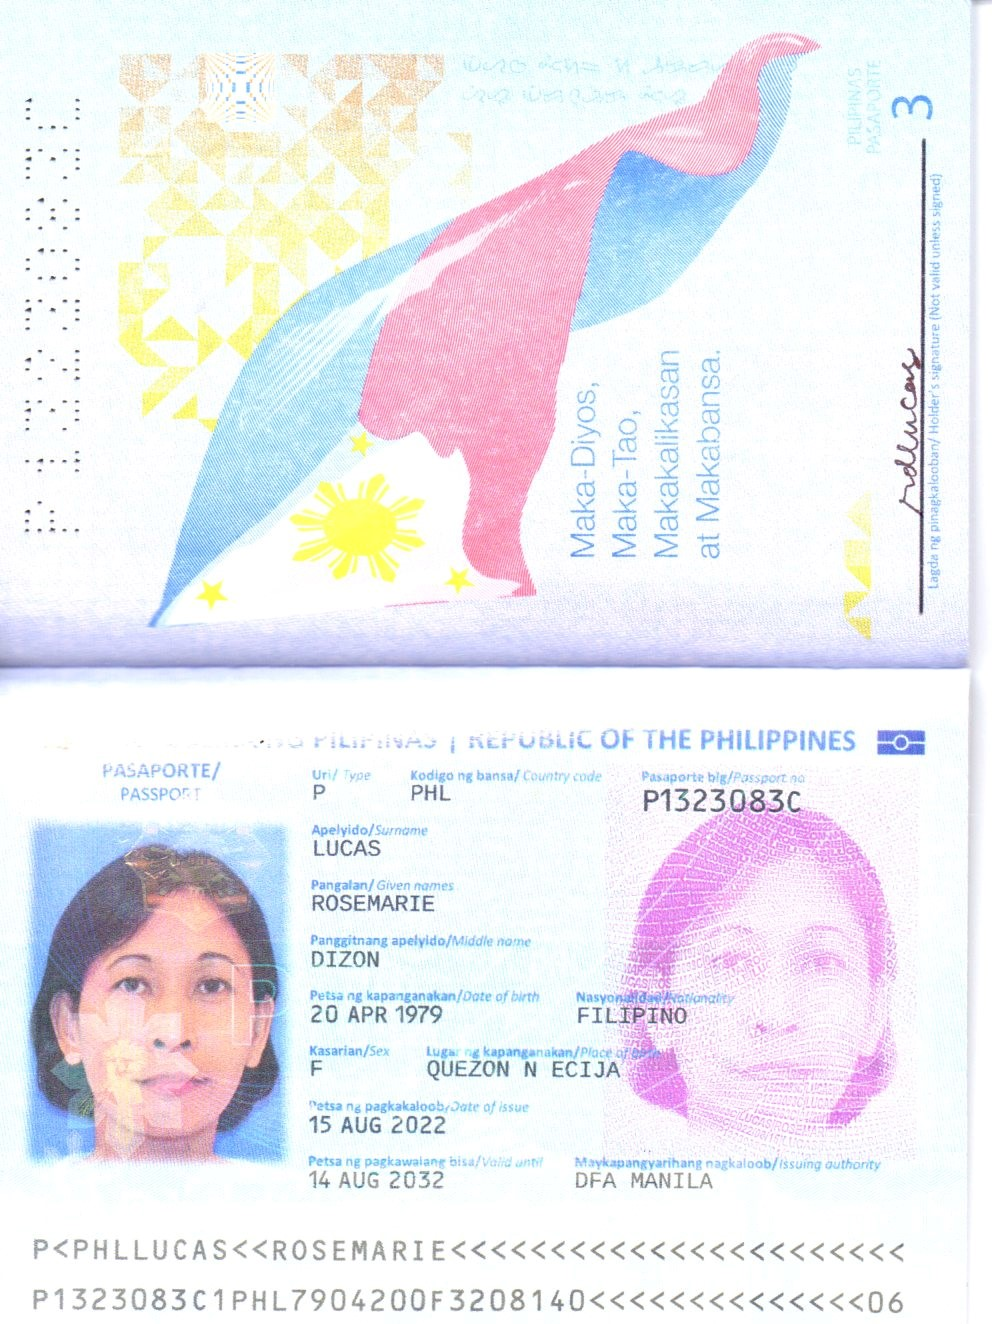 PILIPINAS
PASAPORTE
3
Maka-Diyos,
Maka-Tao,
Makakalikasan
at Makabansa.
rdlucas
Lagda ng pinagkalooban/ Holder's signature (Not valid unless signed)
PILIPINAS | REPUBLIC OF THE PHILIPPINES
PASAPORTE/
PASSPORT
Uri/ Type
Kodigo ng bansa/ Country code
Pasaporte blg/Passport no.
P
PHL
P1323083C
Apelyido/Surname
LUCAS
Pangalan/ Given names
ROSEMARIE
Panggitnang apelyido/Middle name
DIZON
Petsa ng kapanganakan/Date of birth
Nasyonalidad/Nationality
20 APR 1979
FILIPINO
Kasarian/Sex
Lugar ng kapanganakan/Place of birth
F
QUEZON N ECIJA
Petsa ng pagkakaloob/Date of issue
15 AUG 2022
Petsa ng pagkawalang bisa/Valid until
Maykapangyarihang nagkaloob/Issuing authority
14 AUG 2032
DFA MANILA
P<PHLLUCAS<<ROSEMARIE<<<<<<<<<<<<<<<<<<<<<<<
P1323083C1PHL7904200F3208140<<<<<<<<<<<<<<06